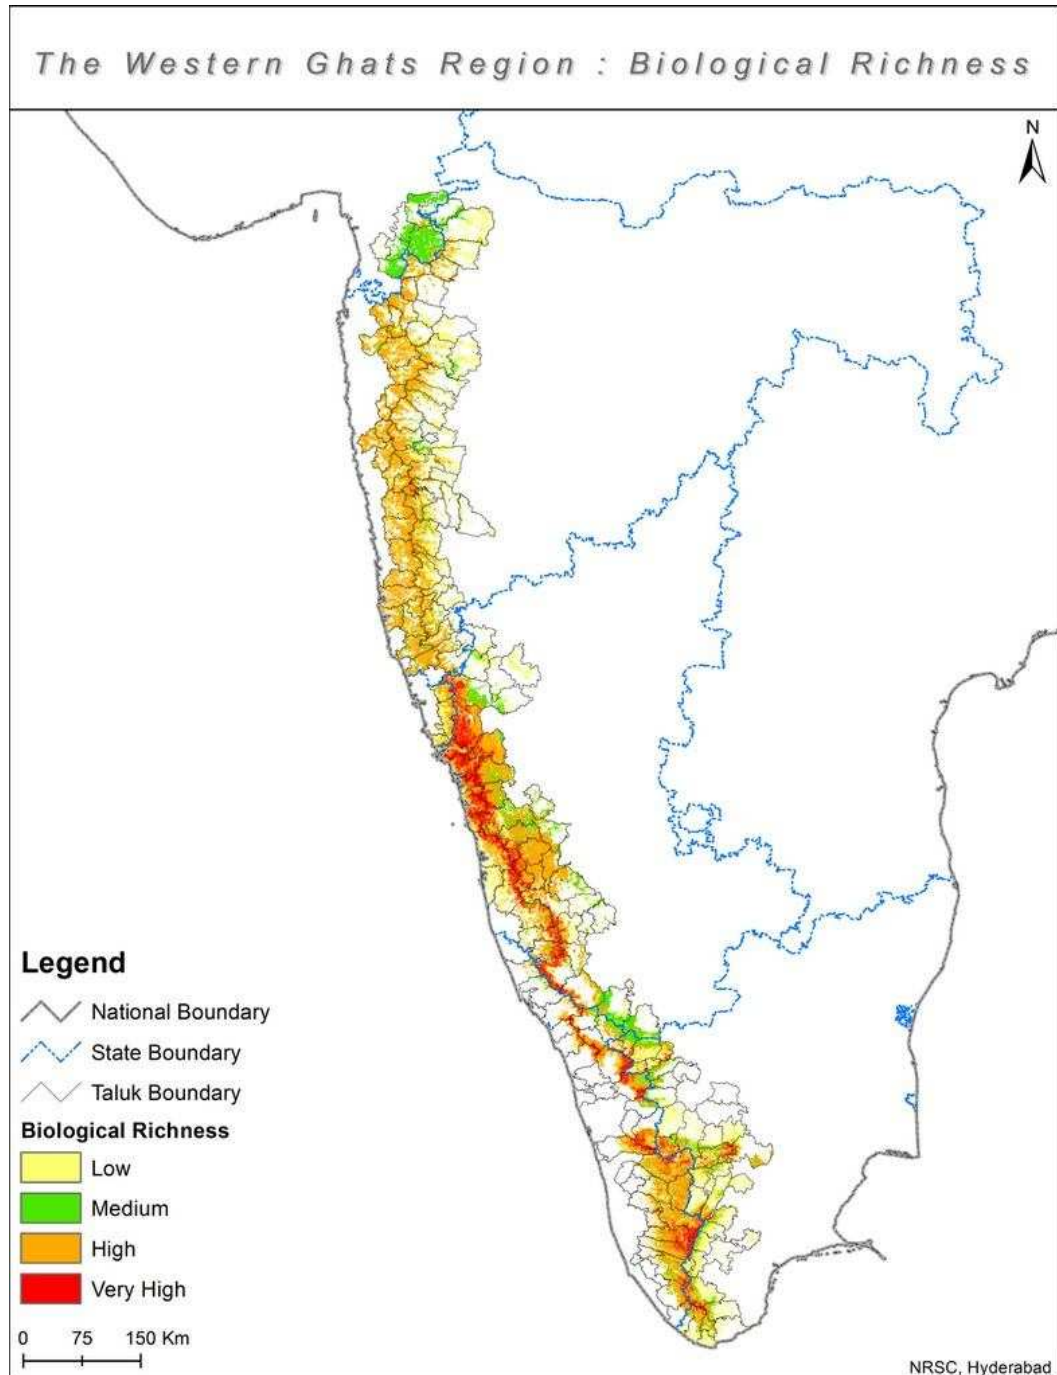 The Western Ghats Region : Biological Richness
N
Legend
National Boundary
State Boundary
Taluk Boundary
Biological Richness
Low
Medium
High
Very High
0 75 150 Km
NRSC, Hyderabad